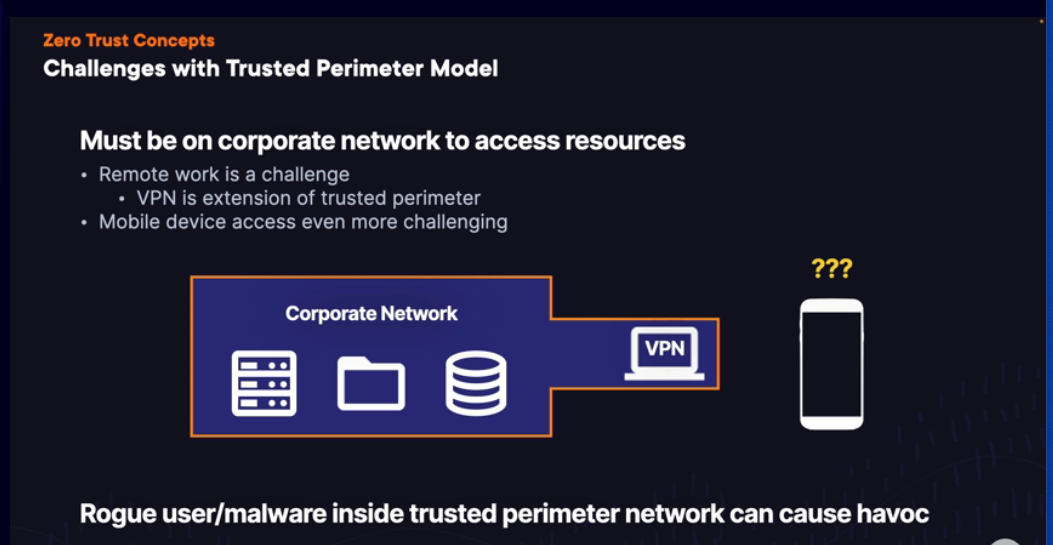 Zero Trust Concepts
Challenges with Trusted Perimeter Model
Must be on corporate network to access resources
• Remote work is a challenge
• VPN is extension of trusted perimeter
• Mobile device access even more challenging
???
Corporate Network
VPN
Rogue user/malware inside trusted perimeter network can cause havoc